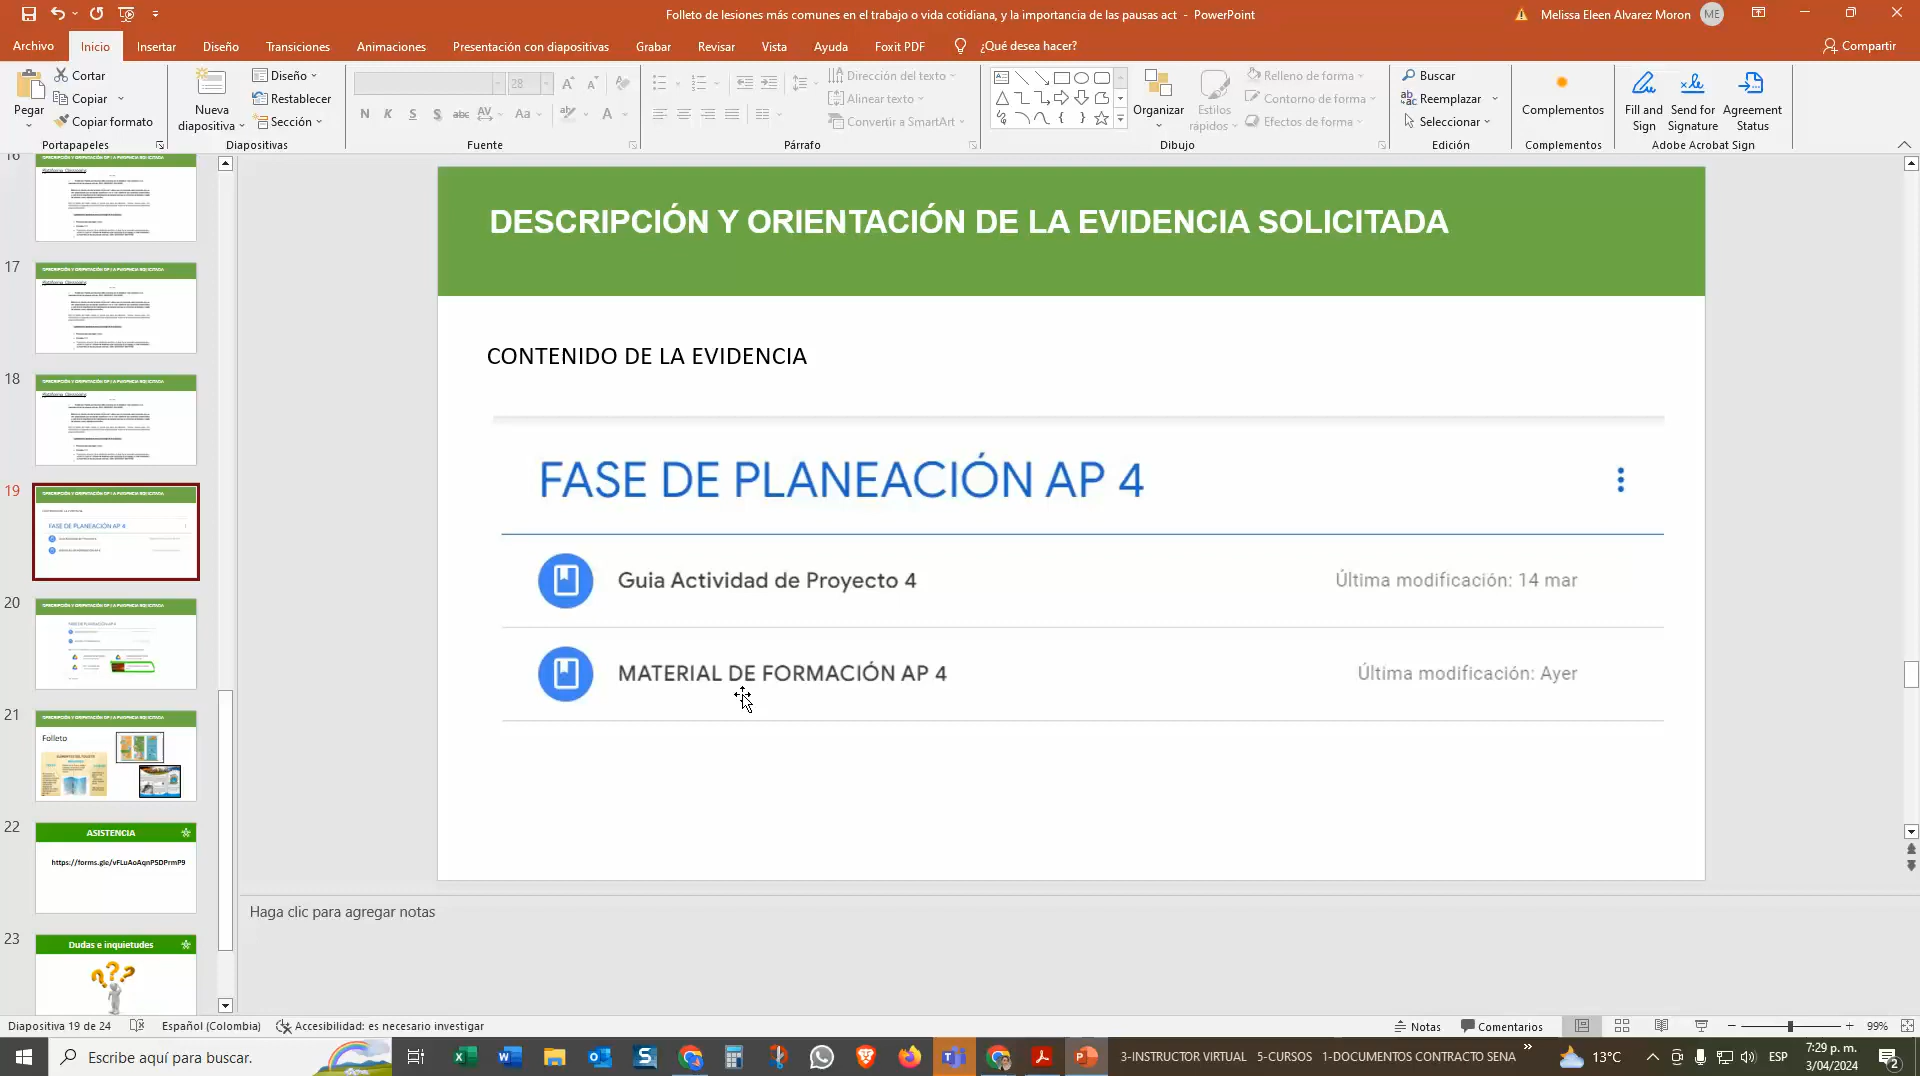 Folleto de lesiones más comunes en el trabajo o vida cotidiana, y la importancia de las pausas act - PowerPoint
Melissa Eleen Alvarez Moron
ME
Archivo
Inicio
Insertar
Diseño
Transiciones
Animaciones
Presentación con diapositivas
Grabar
Revisar
Vista
Ayuda
Foxit PDF
¿Qué desea hacer?
Compartir
Pegar
Cortar
Copiar
Copiar formato
Portapapeles
Nueva diapositiva
Diseño
Restablecer
Sección
Diapositivas
28
N K S S abc AV Aa A
Fuente
Dirección del texto
Alinear texto
Convertir a SmartArt
Párrafo
Organizar
Estilos rápidos
Relleno de forma
Contorno de forma
Efectos de forma
Dibujo
Buscar
Reemplazar
Seleccionar
Edición
Complementos
Complementos
Fill and Sign
Send for Signature
Agreement Status
Adobe Acrobat Sign
16
17
18
19
20
21
Folleto
22
ASISTENCIA
23
Dudas e inquietudes
DESCRIPCIÓN Y ORIENTACIÓN DE LA EVIDENCIA SOLICITADA
CONTENIDO DE LA EVIDENCIA
FASE DE PLANEACIÓN AP 4
Guia Actividad de Proyecto 4
Última modificación: 14 mar
MATERIAL DE FORMACIÓN AP 4
Última modificación: Ayer
Haga clic para agregar notas
Diapositiva 19 de 24
Español (Colombia)
Accesibilidad: es necesario investigar
Notas
Comentarios
99%
Escribe aquí para buscar.
3-INSTRUCTOR VIRTUAL
5-CURSOS
1-DOCUMENTOS CONTRACTO SENA
13°C
ESP
7:29 p. m.
3/04/2024
2